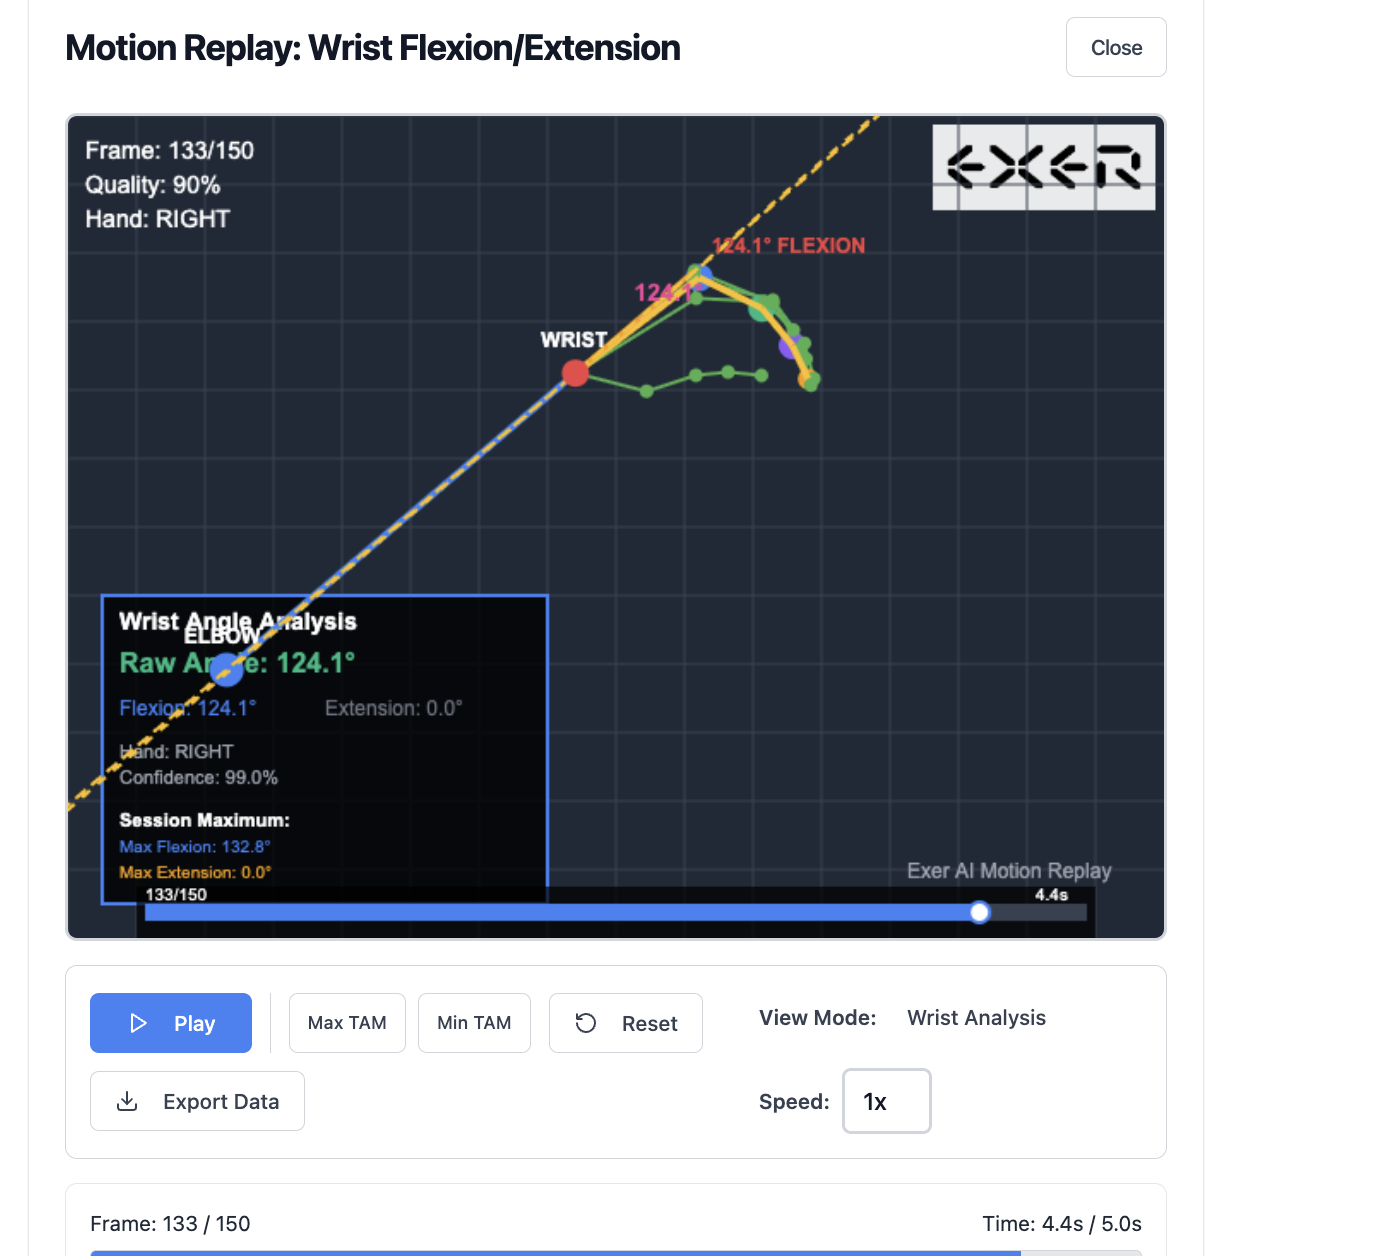 Motion Replay: Wrist Flexion/Extension
Close
Frame: 133/150
Quality: 90%
Hand: RIGHT
EXER
124.1° FLEXION
124.1°
WRIST
Wrist Angle Analysis
ELBOW
Raw Angle: 124.1°
Flexion: 124.1°
Extension: 0.0°
Hand: RIGHT
Confidence: 99.0%
Session Maximum:
Max Flexion: 132.8°
Max Extension: 0.0°
Exer AI Motion Replay
133/150
4.4s
Play
Max TAM
Min TAM
Reset
View Mode:
Wrist Analysis
Export Data
Speed:
1x
Frame: 133 / 150
Time: 4.4s / 5.0s